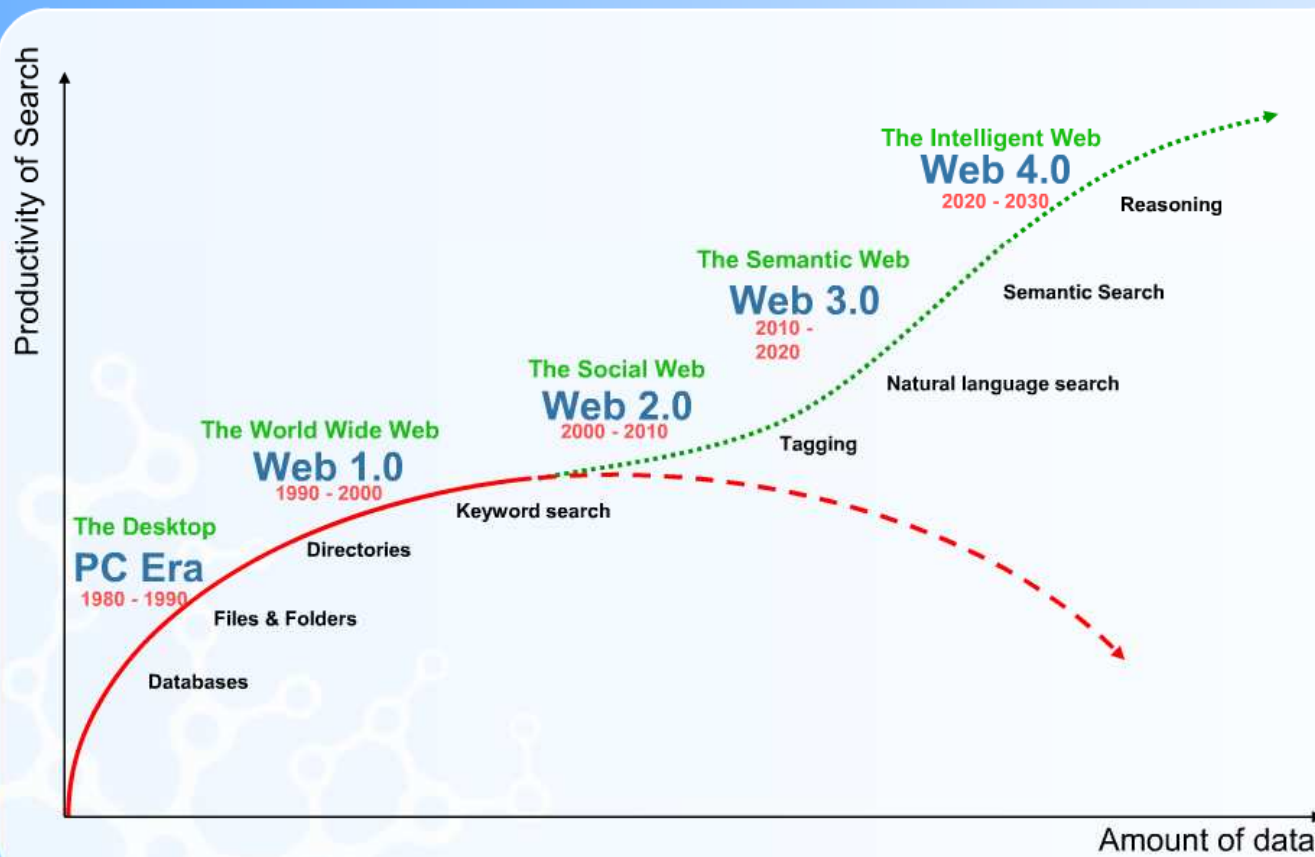 Productivity of Search
The Intelligent Web
Web 4.0
2020 - 2030
Reasoning
The Semantic Web
Web 3.0
2010 -
2020
Semantic Search
The Social Web
Web 2.0
2000 - 2010
Natural language search
Tagging
The World Wide Web
Web 1.0
1990 - 2000
Keyword search
The Desktop
PC Era
1980 - 1990
Directories
Files & Folders
Databases
Amount of data